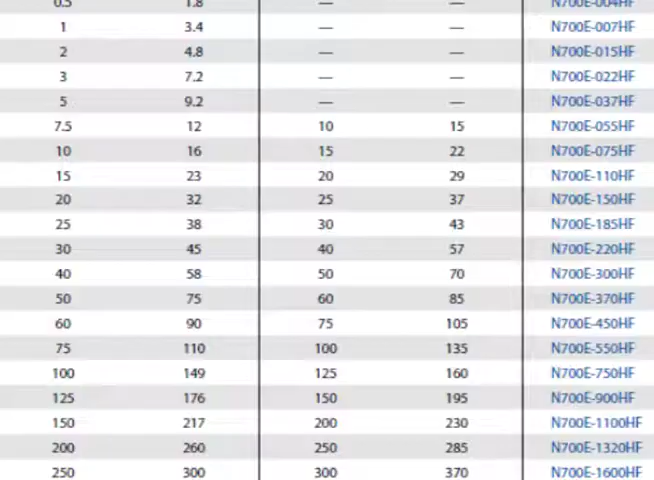 0.5 1.8 — — N700E-004HF
1 3.4 — — N700E-007HF
2 4.8 — — N700E-015HF
3 7.2 — — N700E-022HF
5 9.2 — — N700E-037HF
7.5 12 10 15 N700E-055HF
10 16 15 22 N700E-075HF
15 23 20 29 N700E-110HF
20 32 25 37 N700E-150HF
25 38 30 43 N700E-185HF
30 45 40 57 N700E-220HF
40 58 50 70 N700E-300HF
50 75 60 85 N700E-370HF
60 90 75 105 N700E-450HF
75 110 100 135 N700E-550HF
100 149 125 160 N700E-750HF
125 176 150 195 N700E-900HF
150 217 200 230 N700E-1100HF
200 260 250 285 N700E-1320HF
250 300 300 370 N700E-1600HF